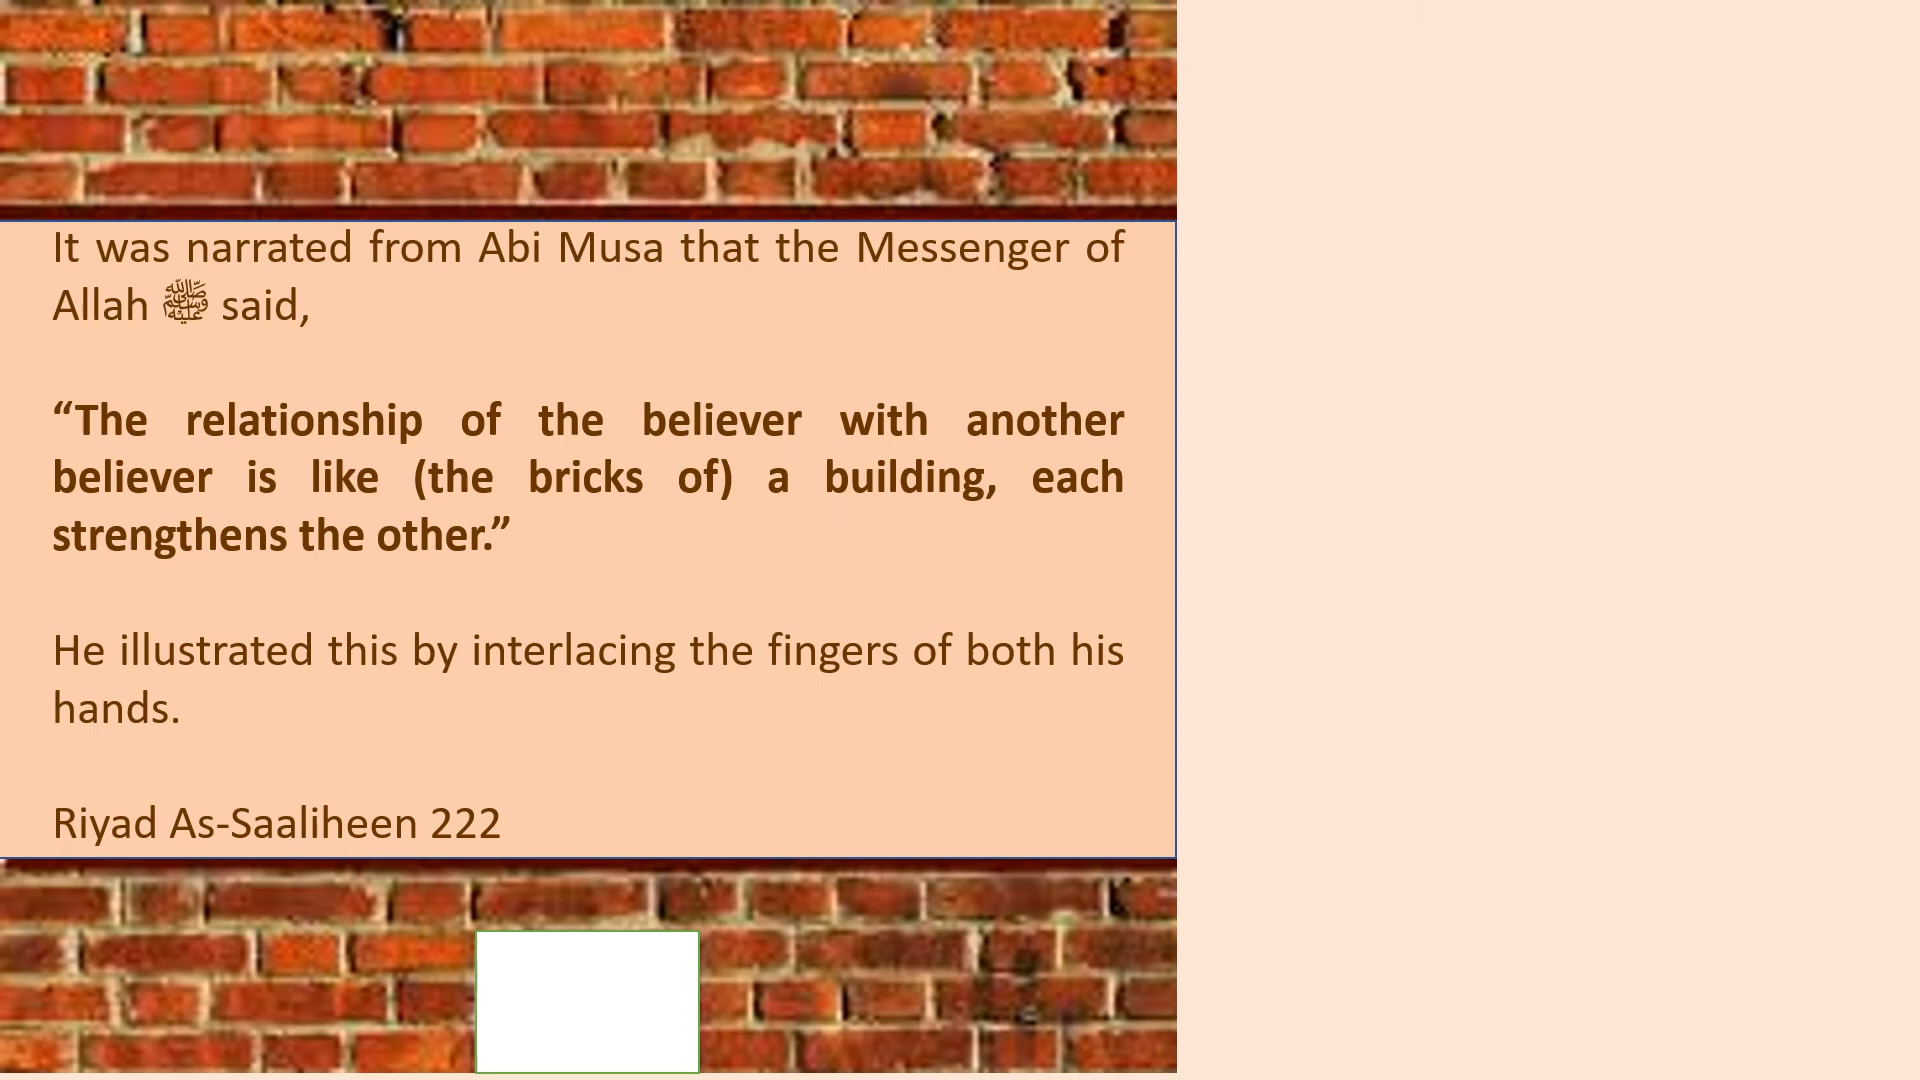 It was narrated from Abi Musa that the Messenger of
Allah ﷺ said,
“The relationship of the believer with another
believer is like (the bricks of) a building, each
strengthens the other.”
He illustrated this by interlacing the fingers of both his
hands.
Riyad As-Saaliheen 222